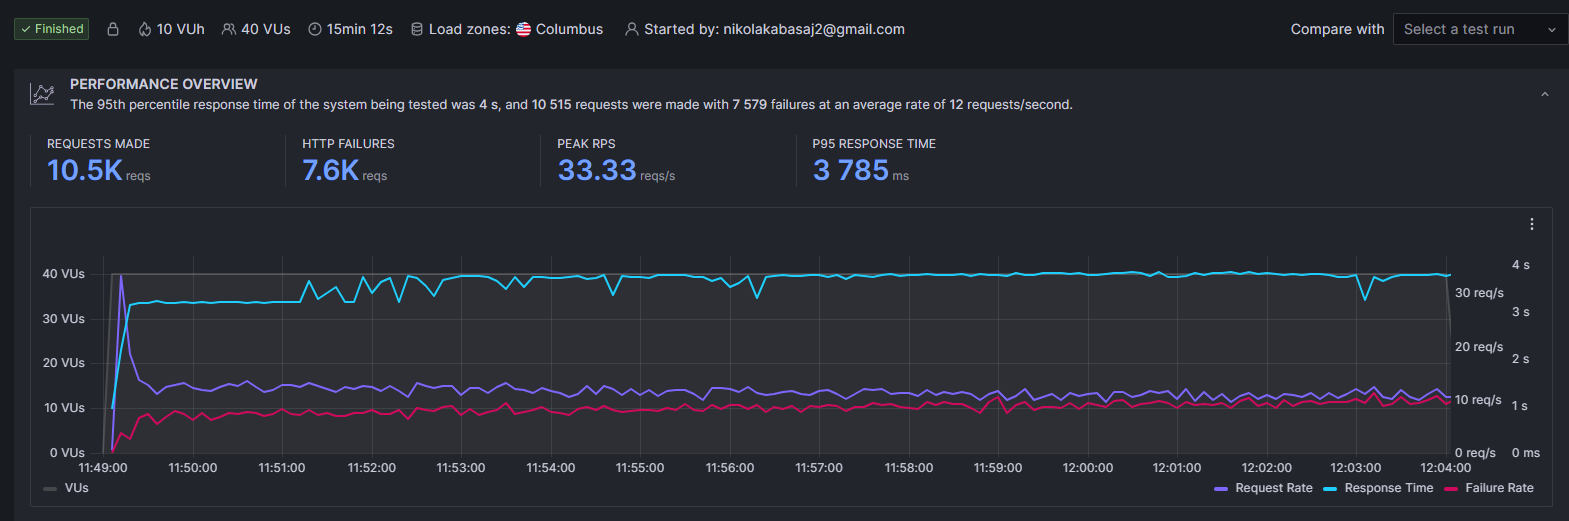 Finished 10 VUh 40 VUs 15min 12s Load zones: Columbus Started by: nikolakabasaj2@gmail.com Compare with Select a test run
PERFORMANCE OVERVIEW
The 95th percentile response time of the system being tested was 4 s, and 10 515 requests were made with 7 579 failures at an average rate of 12 requests/second.
REQUESTS MADE HTTP FAILURES PEAK RPS P95 RESPONSE TIME
10.5K reqs 7.6K reqs 33.33 reqs/s 3 785 ms
40 VUs 4 s
30 req/s
30 VUs 3 s
20 req/s
20 VUs 2 s
10 req/s
10 VUs 1 s
0 VUs 0 req/s 0 ms
11:49:00 11:50:00 11:51:00 11:52:00 11:53:00 11:54:00 11:55:00 11:56:00 11:57:00 11:58:00 11:59:00 12:00:00 12:01:00 12:02:00 12:03:00 12:04:00
VUs Request Rate Response Time Failure Rate